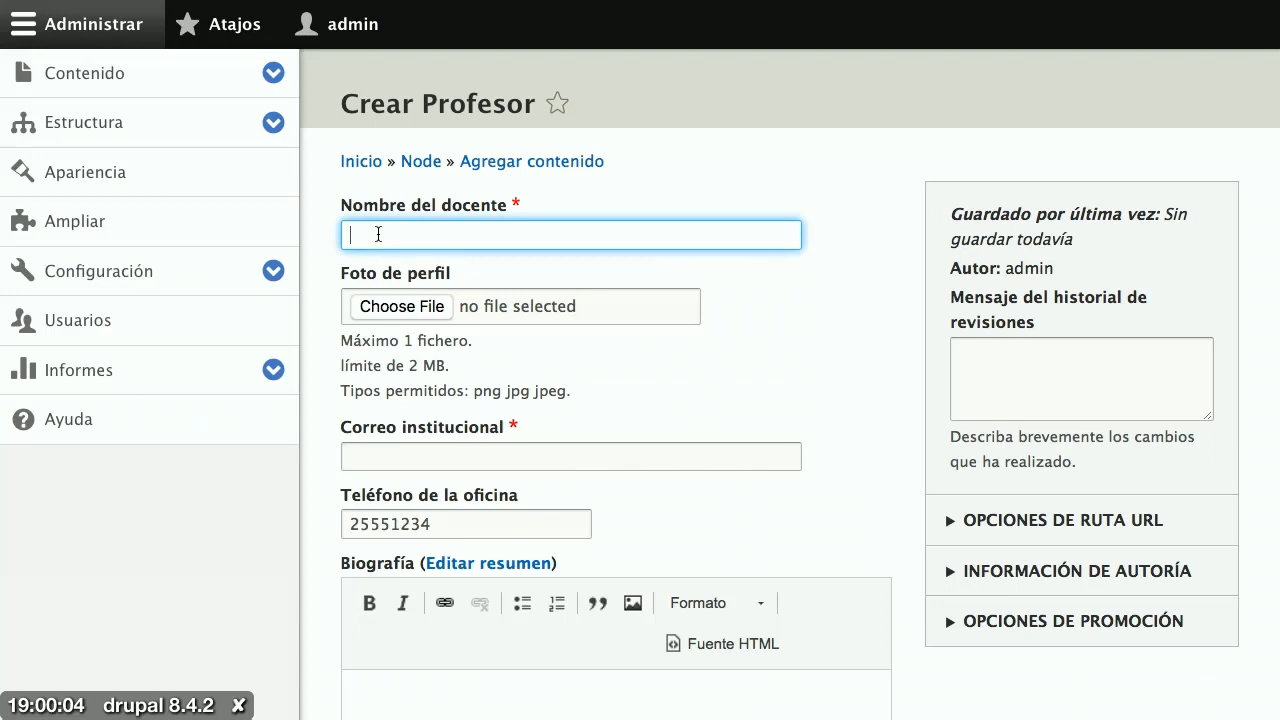 Administrar
Atajos
admin
Contenido
Estructura
Apariencia
Ampliar
Configuración
Usuarios
Informes
Ayuda
Crear Profesor
Inicio » Node » Agregar contenido
Nombre del docente *
Foto de perfil
Choose File no file selected
Máximo 1 fichero.
límite de 2 MB.
Tipos permitidos: png jpg jpeg.
Correo institucional *
Teléfono de la oficina
25551234
Biografía (Editar resumen)
B I
Formato
Fuente HTML
Guardado por última vez: Sin
guardar todavía
Autor: admin
Mensaje del historial de
revisiones
Describa brevemente los cambios
que ha realizado.
OPCIONES DE RUTA URL
INFORMACIÓN DE AUTORÍA
OPCIONES DE PROMOCIÓN
19:00:04 drupal 8.4.2 ✘